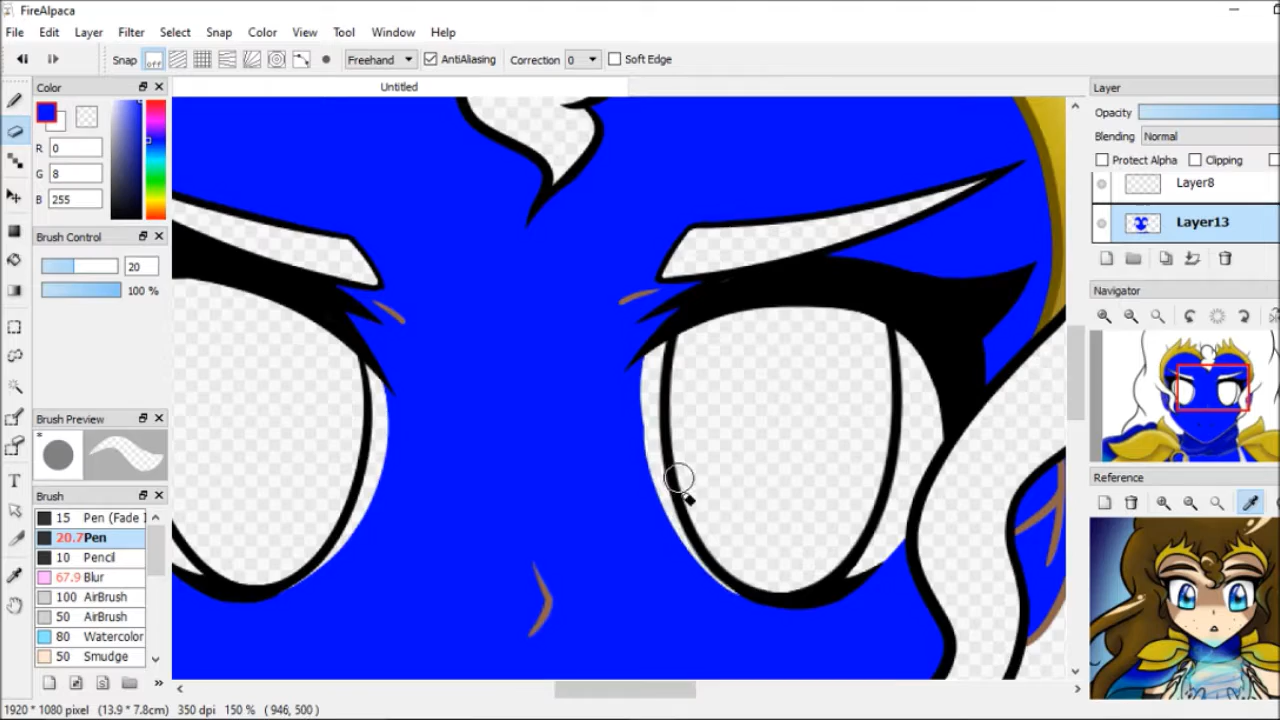 FireAlpaca
File Edit Layer Filter Select Snap Color View Tool Window Help
Snap off Freehand AntiAliasing Correction 0 Soft Edge
Color Untitled Layer
Opacity
R 0 Blending Normal
G 8 Protect Alpha Clipping
B 255 Layer8
Layer13
Brush Control
20
100 %
Navigator
Brush Preview
*
Reference
Brush
15 Pen (Fade I
20.7 Pen
10 Pencil
67.9 Blur
100 AirBrush
50 AirBrush
80 Watercolor
50 Smudge
T
1920 * 1080 pixel (13.9 * 7.8cm) 350 dpi 150 % ( 946, 500 )